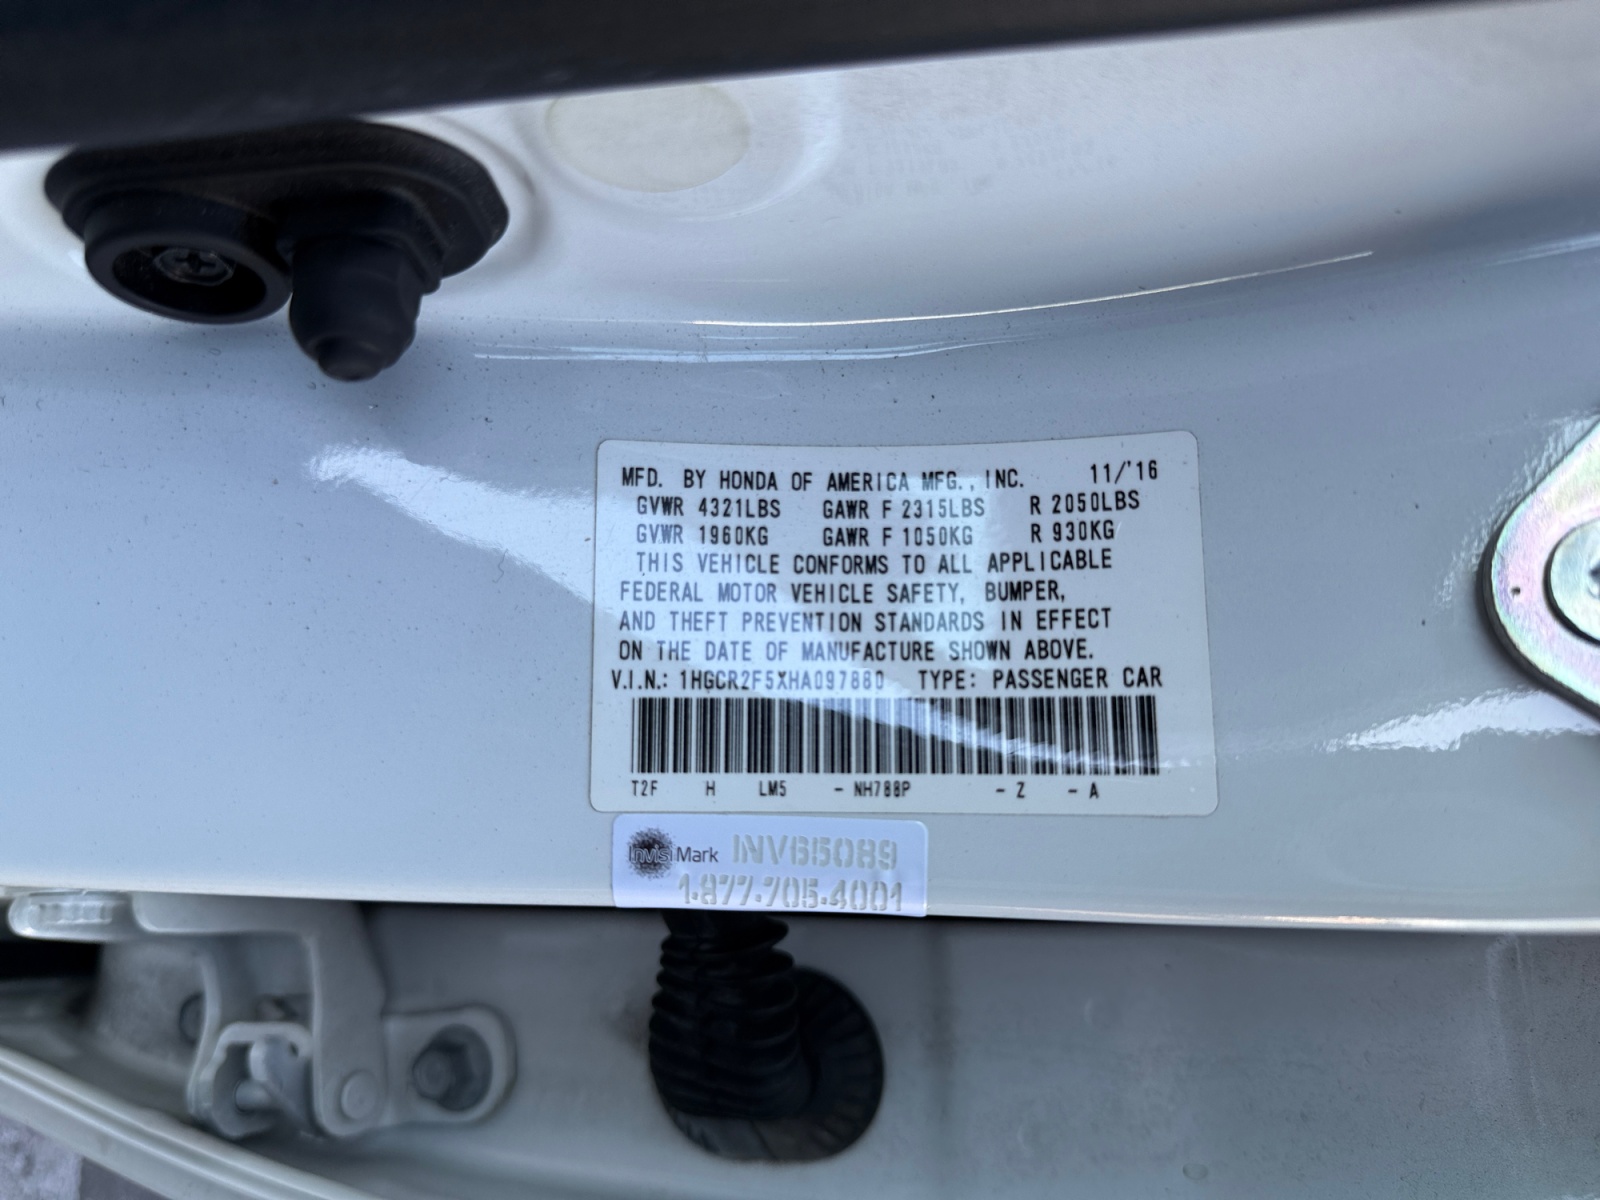 MFD. BY HONDA OF AMERICA MFG., INC. 11/'16
GVWR 4321LBS GAWR F 2315LBS R 2050LBS
GVWR 1960KG GAWR F 1050KG R 930KG
THIS VEHICLE CONFORMS TO ALL APPLICABLE
FEDERAL MOTOR VEHICLE SAFETY, BUMPER,
AND THEFT PREVENTION STANDARDS IN EFFECT
ON THE DATE OF MANUFACTURE SHOWN ABOVE.
V.I.N.: 1HGCR2F5XHA097880 TYPE: PASSENGER CAR
T2F H LM5 - NH788P - Z - A
InvisiMark INV65089
1.877.705.4001